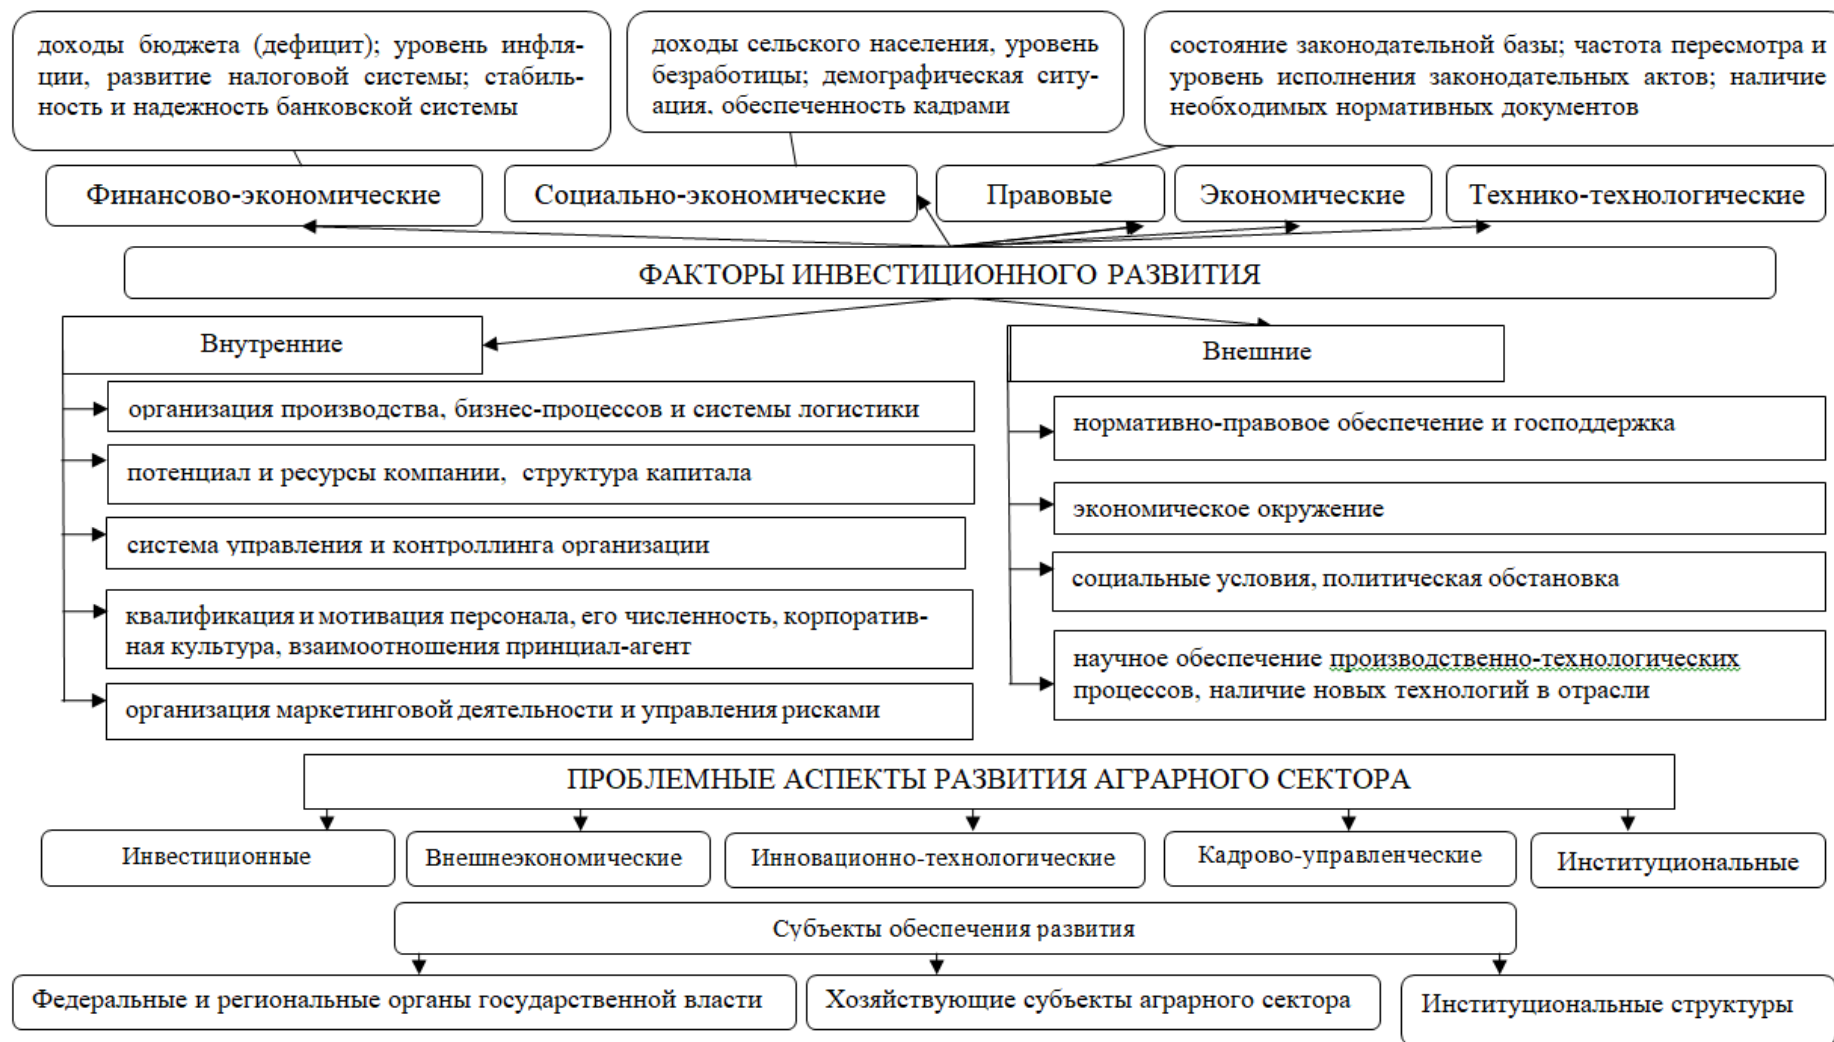 доходы бюджета (дефицит); уровень инфля-
ции, развитие налоговой системы; стабиль-
ность и надежность банковской системы
доходы сельского населения, уровень
безработицы; демографическая ситу-
ация, обеспеченность кадрами
состояние законодательной базы; частота пересмотра и
уровень исполнения законодательных актов; наличие
необходимых нормативных документов
Финансово-экономические
Социально-экономические
Правовые
Экономические
Технико-технологические
ФАКТОРЫ ИНВЕСТИЦИОННОГО РАЗВИТИЯ
Внутренние
организация производства, бизнес-процессов и системы логистики
потенциал и ресурсы компании, структура капитала
система управления и контроллинга организации
квалификация и мотивация персонала, его численность, корпоратив-
ная культура, взаимоотношения принциал-агент
организация маркетинговой деятельности и управления рисками
Внешние
нормативно-правовое обеспечение и господдержка
экономическое окружение
социальные условия, политическая обстановка
научное обеспечение производственно-технологических
процессов, наличие новых технологий в отрасли
ПРОБЛЕМНЫЕ АСПЕКТЫ РАЗВИТИЯ АГРАРНОГО СЕКТОРА
Инвестиционные
Внешнеэкономические
Инновационно-технологические
Кадрово-управленческие
Институциональные
Субъекты обеспечения развития
Федеральные и региональные органы государственной власти
Хозяйствующие субъекты аграрного сектора
Институциональные структуры